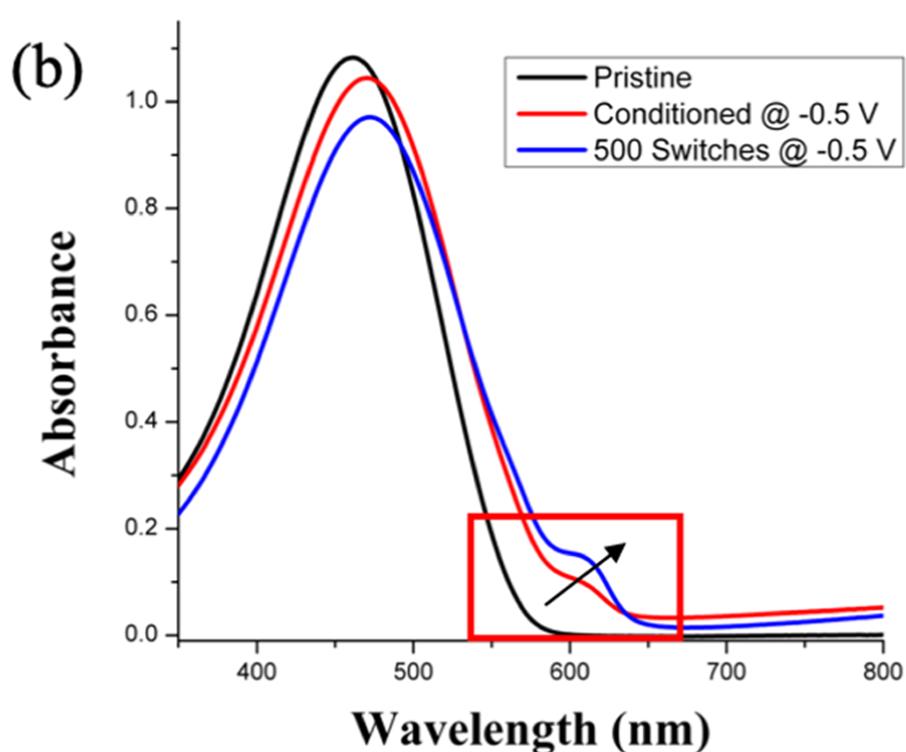 (b)
Pristine
Conditioned @ -0.5 V
500 Switches @ -0.5 V
Absorbance
1.0
0.8
0.6
0.4
0.2
0.0
400 500 600 700 800
Wavelength (nm)